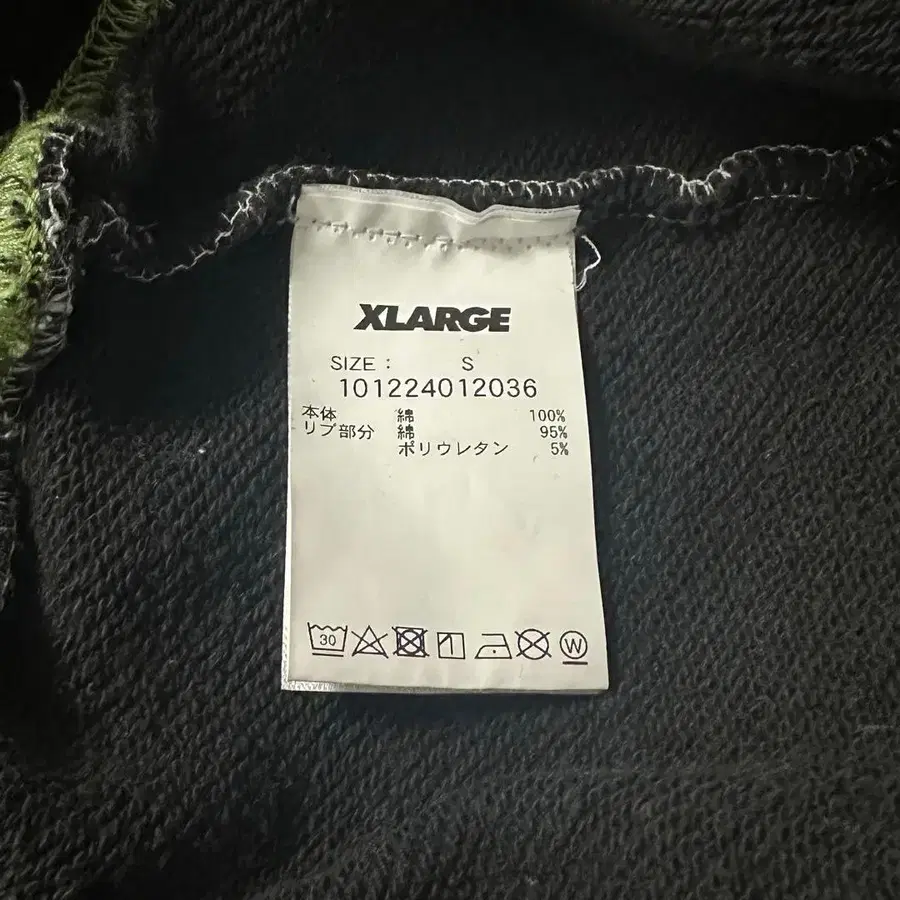 XLARGE
SIZE : S
101224012036
本体 綿 100%
リブ部分 綿 95%
ポリウレタン 5%
30 W